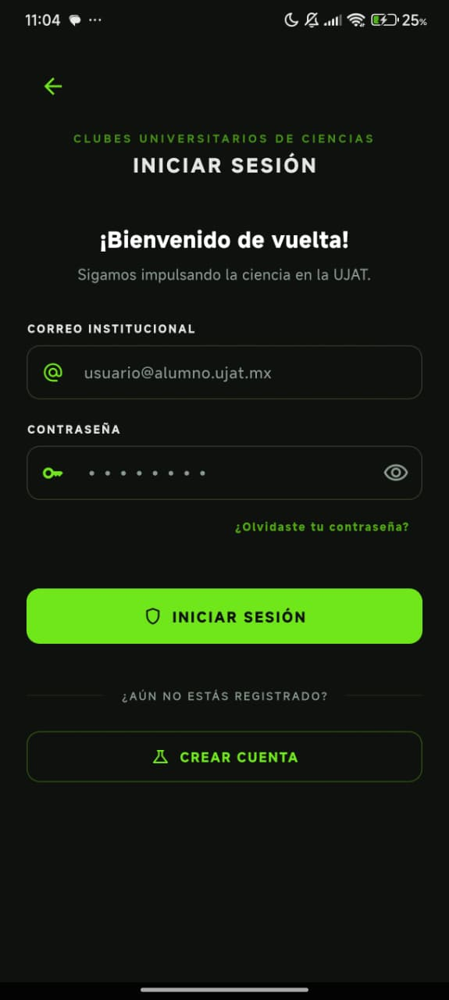 11:04 ... 25%
CLUBES UNIVERSITARIOS DE CIENCIAS
INICIAR SESIÓN
¡Bienvenido de vuelta!
Sigamos impulsando la ciencia en la UJAT.
CORREO INSTITUCIONAL
usuario@alumno.ujat.mx
CONTRASEÑA
¿Olvidaste tu contraseña?
INICIAR SESIÓN
¿AÚN NO ESTÁS REGISTRADO?
CREAR CUENTA